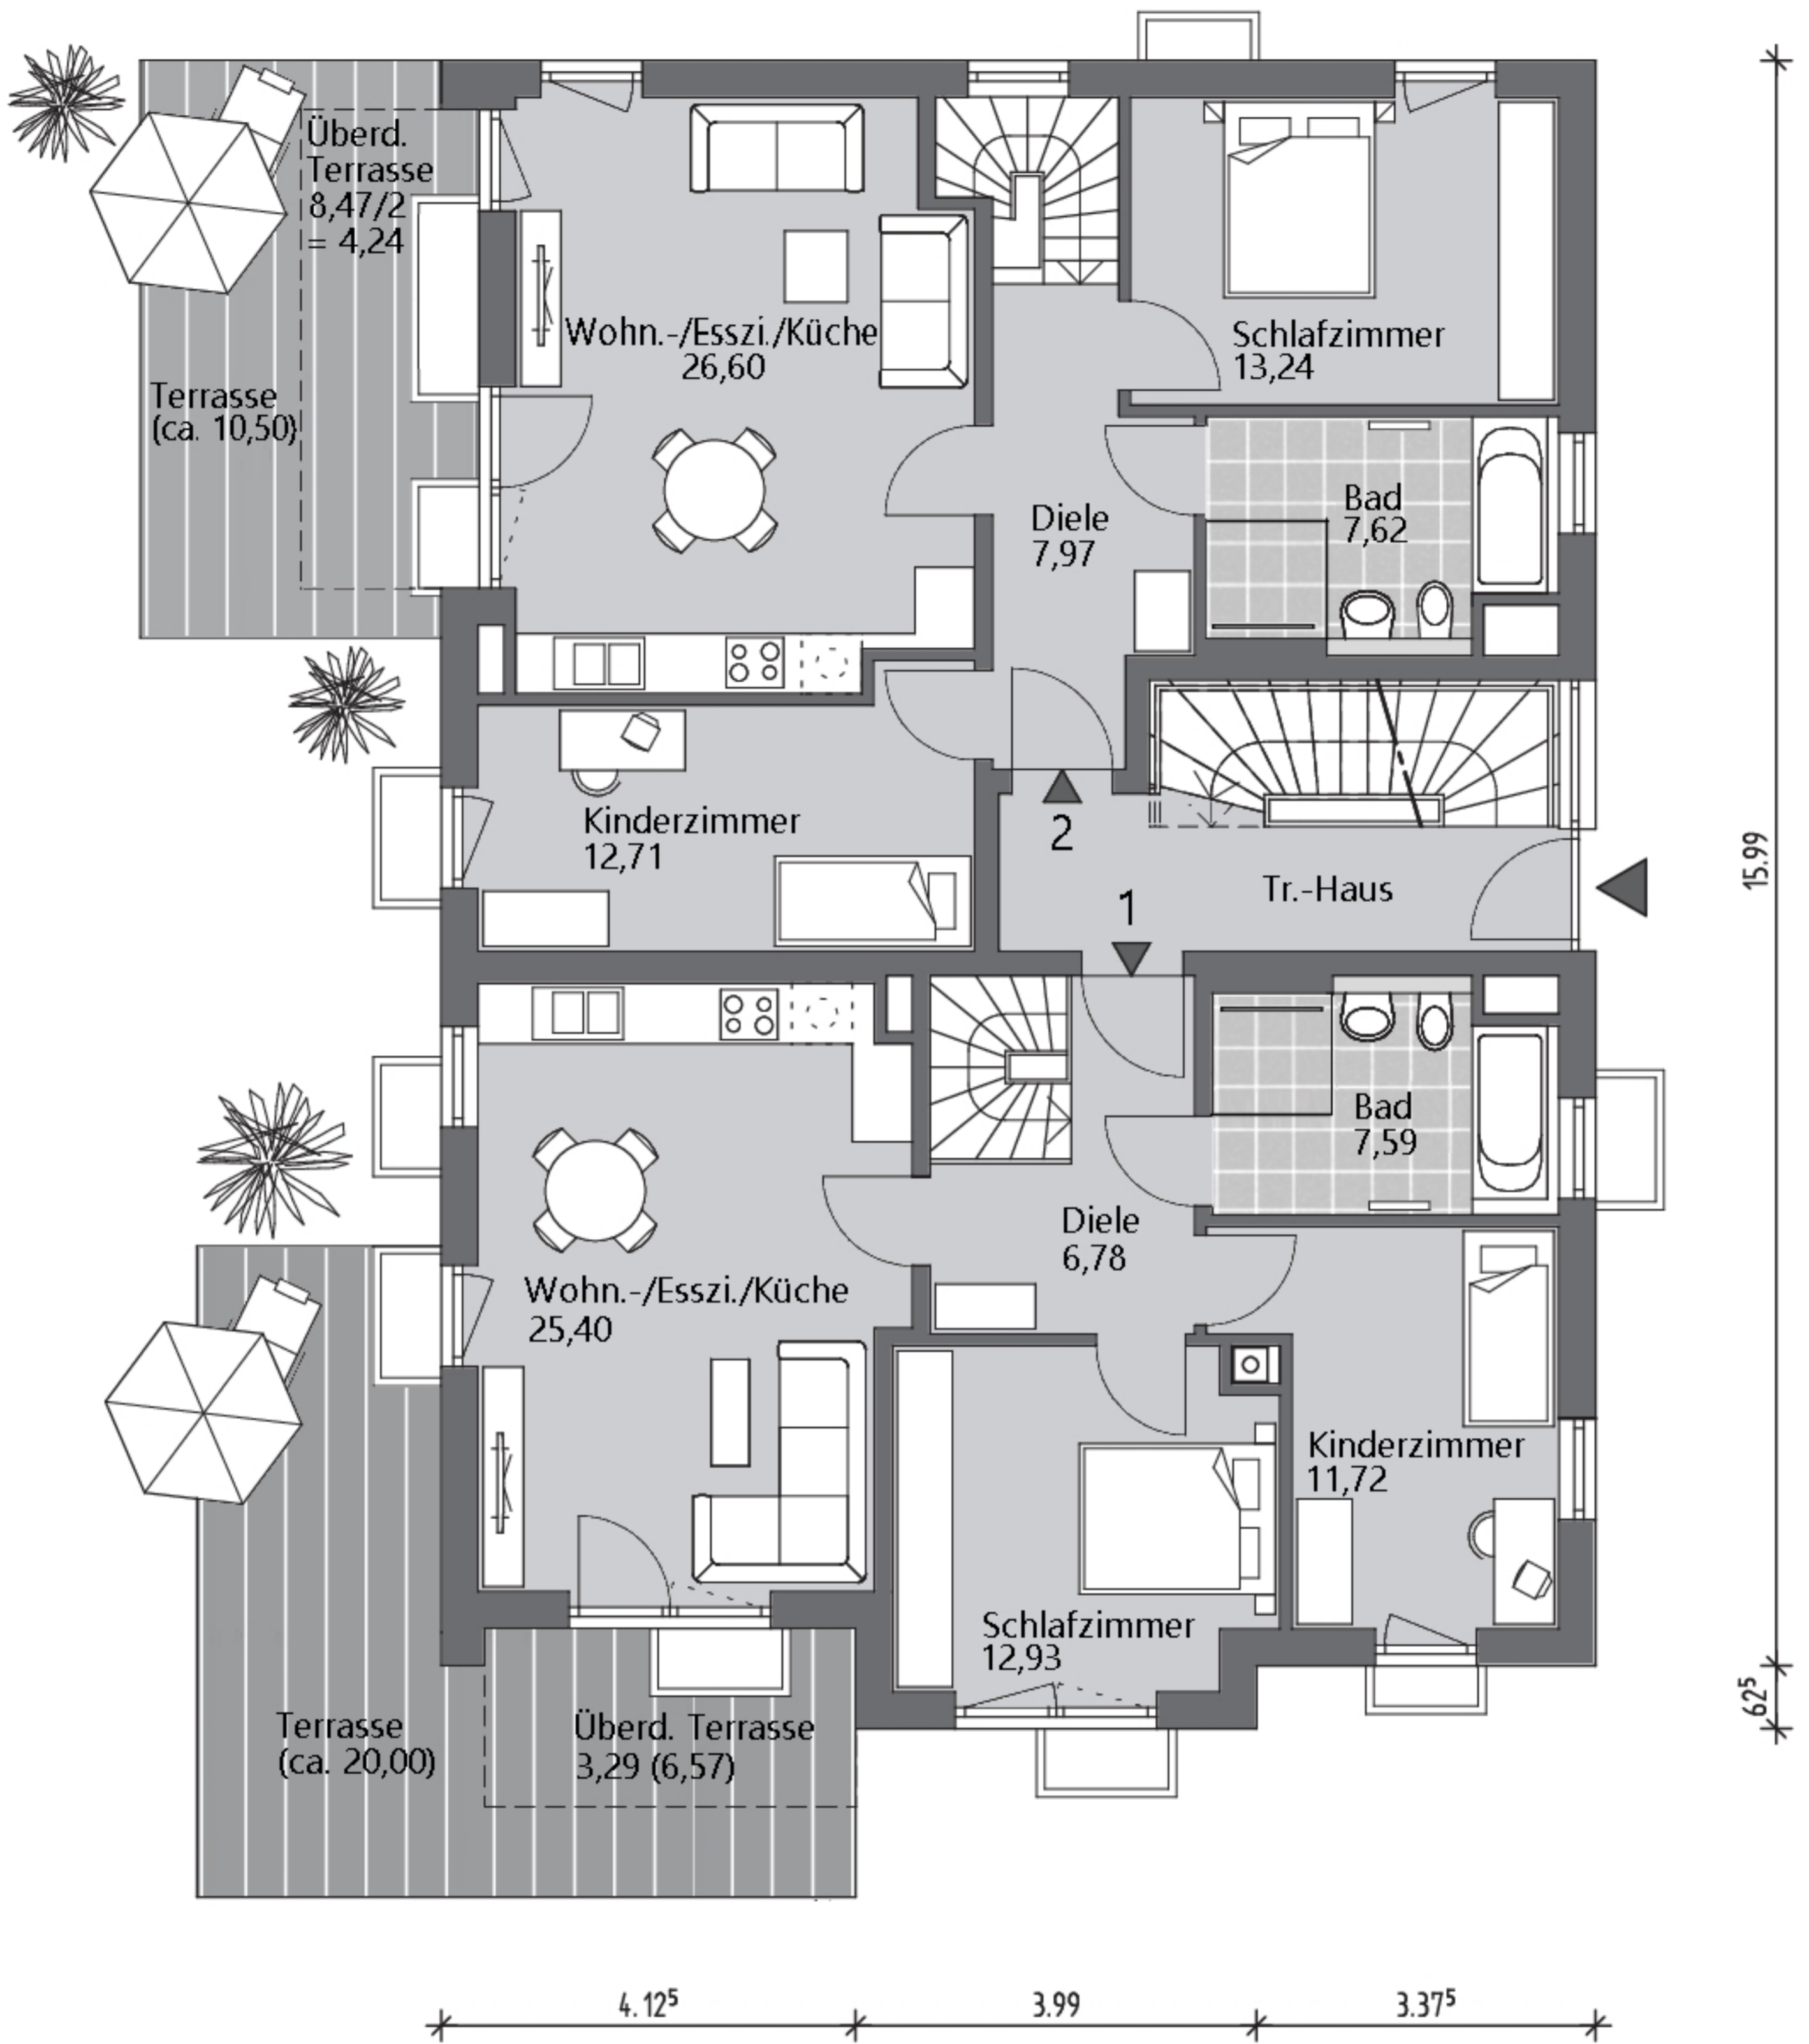 Überd.
Terrasse
8,47/2
= 4,24
Terrasse
(ca. 10,50)
Wohn.-/Esszi./Küche
26,60
Schlafzimmer
13,24
Diele
7,97
Bad
7,62
Kinderzimmer
12,71
2
1
Tr.-Haus
15.99
Bad
7,59
Diele
6,78
Wohn.-/Esszi./Küche
25,40
Kinderzimmer
11,72
Schlafzimmer
12,93
Terrasse
(ca. 20,00)
Überd. Terrasse
3,29 (6,57)
62⁵
4.12⁵
3.99
3.37⁵